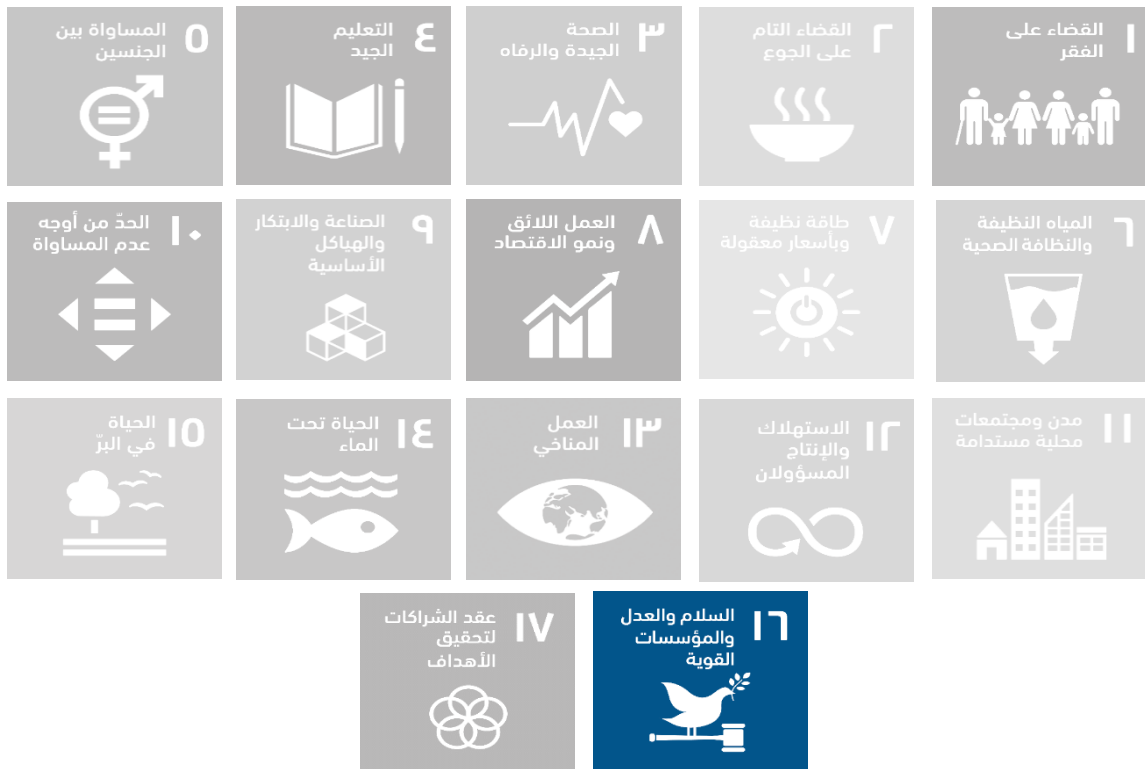 ١
القضاء على
الفقر
٢
القضاء التام
على الجوع
٣
الصحة
الجيدة والرفاه
٤
التعليم
الجيد
٥
المساواة بين
الجنسين
٦
المياه النظيفة
والنظافة الصحية
٧
طاقة نظيفة
وبأسعار معقولة
٨
العمل اللائق
ونمو الاقتصاد
٩
الصناعة والابتكار
والهياكل
الأساسية
١٠
الحدّ من أوجه
عدم المساواة
١١
مدن ومجتمعات
محلية مستدامة
١٢
الاستهلاك
والإنتاج
المسؤولان
١٣
العمل
المناخي
١٤
الحياة تحت
الماء
١٥
الحياة
في البرّ
١٦
السلام والعدل
والمؤسسات
القوية
١٧
عقد الشراكات
لتحقيق
الأهداف